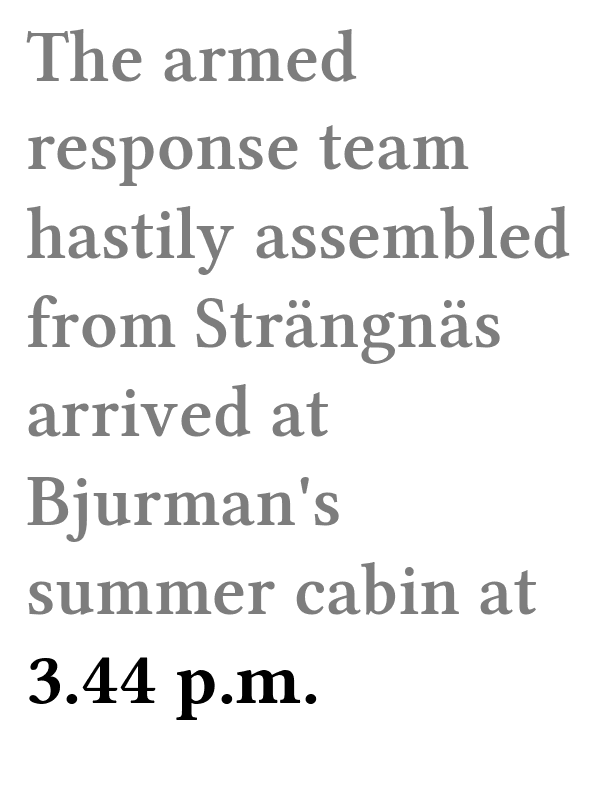 The armed
response team
hastily assembled
from Strängnäs
arrived at
Bjurman's
summer cabin at
3.44 p.m.